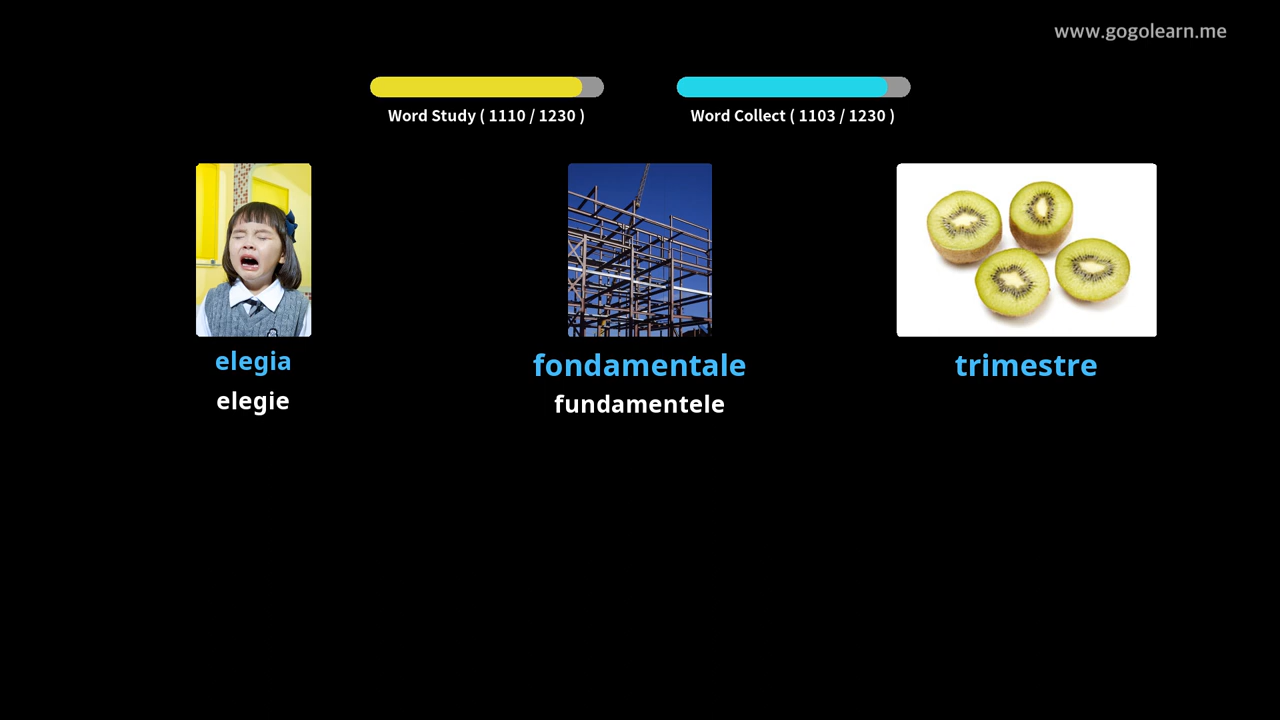 www.gogolearn.me
Word Study ( 1110 / 1230 )
Word Collect ( 1103 / 1230 )
elegia
fondamentale
trimestre
elegie
fundamentele